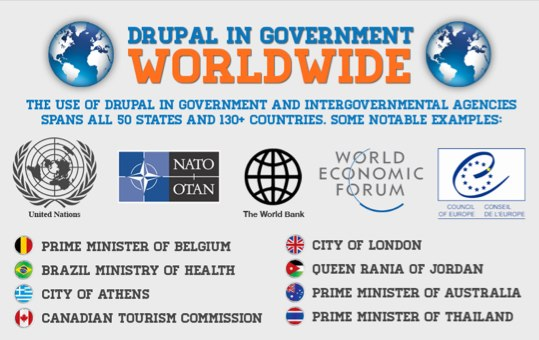 DRUPAL IN GOVERNMENT
WORLDWIDE
THE USE OF DRUPAL IN GOVERNMENT AND INTERGOVERNMENTAL AGENCIES
SPANS ALL 50 STATES AND 130+ COUNTRIES. SOME NOTABLE EXAMPLES:
United Nations
NATO
OTAN
The World Bank
WORLD
ECONOMIC
FORUM
COUNCIL CONSEIL
OF EUROPE DE L'EUROPE
PRIME MINISTER OF BELGIUM
BRAZIL MINISTRY OF HEALTH
CITY OF ATHENS
CANADIAN TOURISM COMMISSION
CITY OF LONDON
QUEEN RANIA OF JORDAN
PRIME MINISTER OF AUSTRALIA
PRIME MINISTER OF THAILAND